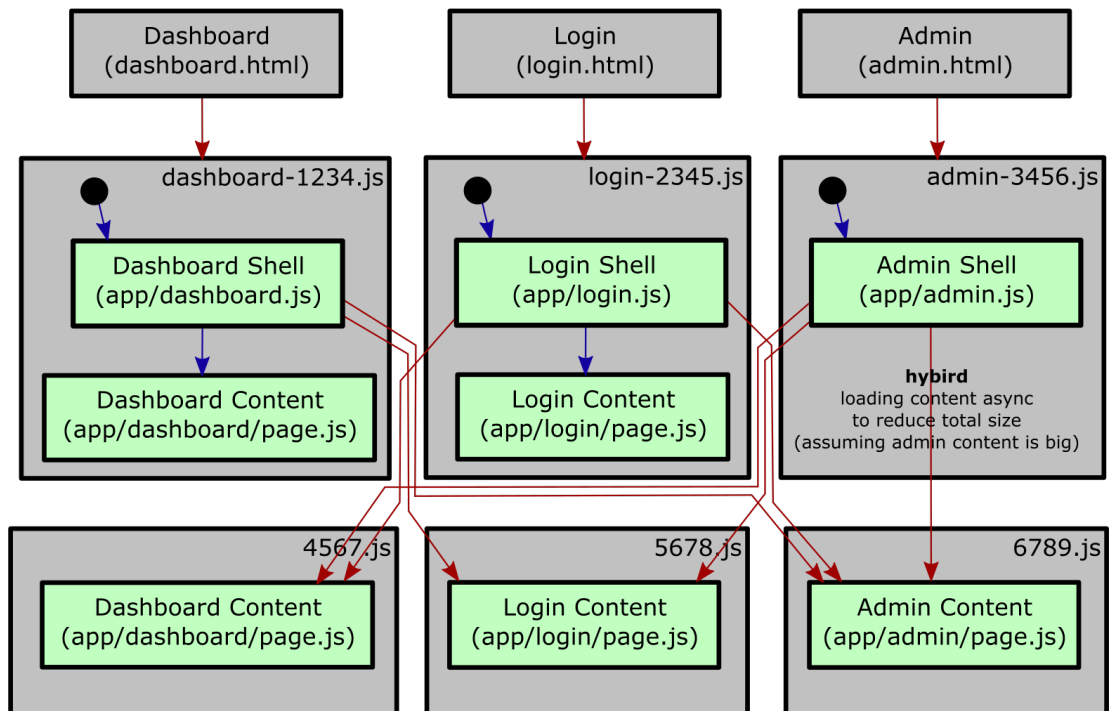 Dashboard
(dashboard.html)
Login
(login.html)
Admin
(admin.html)
dashboard-1234.js
Dashboard Shell
(app/dashboard.js)
Dashboard Content
(app/dashboard/page.js)
login-2345.js
Login Shell
(app/login.js)
Login Content
(app/login/page.js)
admin-3456.js
Admin Shell
(app/admin.js)
hybird
loading content async
to reduce total size
(assuming admin content is big)
4567.js
Dashboard Content
(app/dashboard/page.js)
5678.js
Login Content
(app/login/page.js)
6789.js
Admin Content
(app/admin/page.js)